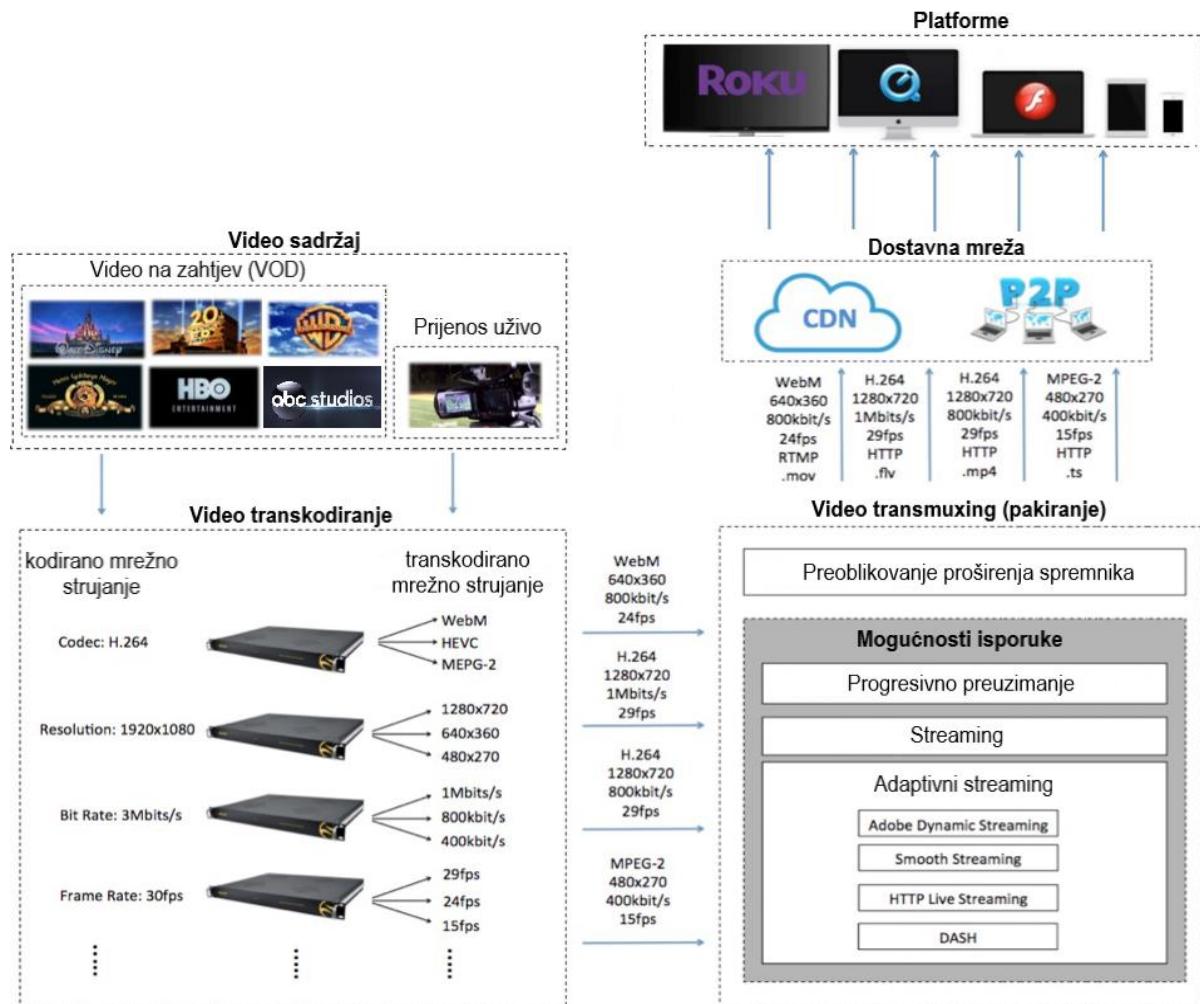 Platforme
ROKU
Dostavna mreža
CDN
P2P
Video sadržaj
Video na zahtjev (VOD)
WALT DISNEY
20
WB
HBO
ENTERTAINMENT
abc studios
Prijenos uživo
WebM
640x360
800kbit/s
24fps
RTMP
.mov
H.264
1280x720
1Mbits/s
29fps
HTTP
.flv
H.264
1280x720
800kbit/s
29fps
HTTP
.mp4
MPEG-2
480x270
400kbit/s
15fps
HTTP
.ts
Video transkodiranje
kodirano mrežno
strujanje
transkodirano
mrežno strujanje
Codec: H.264
WebM
HEVC
MEPG-2
Resolution: 1920x1080
1280x720
640x360
480x270
Bit Rate: 3Mbits/s
1Mbits/s
800kbit/s
400kbit/s
Frame Rate: 30fps
29fps
24fps
15fps
WebM
640x360
800kbit/s
24fps
H.264
1280x720
1Mbits/s
29fps
H.264
1280x720
800kbit/s
29fps
MPEG-2
480x270
400kbit/s
15fps
Video transmuxing (pakiranje)
Preoblikovanje proširenja spremnika
Mogućnosti isporuke
Progresivno preuzimanje
Streaming
Adaptivni streaming
Adobe Dynamic Streaming
Smooth Streaming
HTTP Live Streaming
DASH